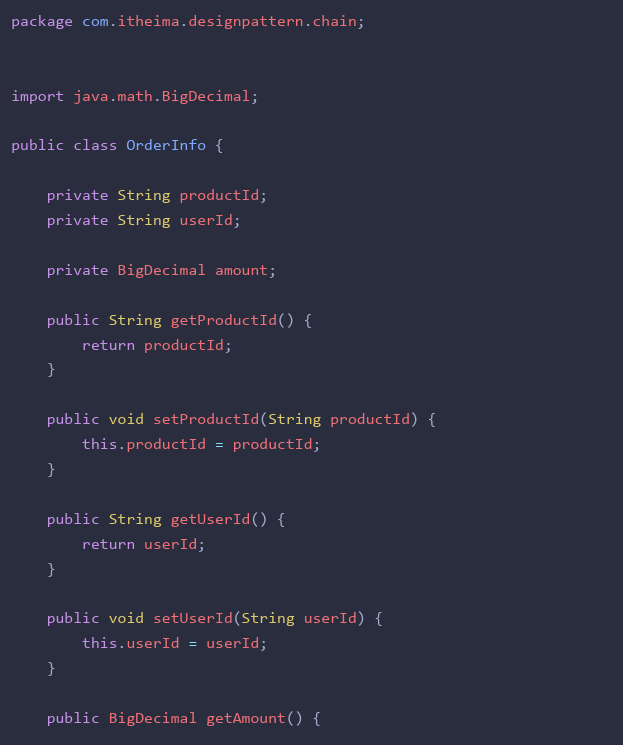 package com.itheima.designpattern.chain;
import java.math.BigDecimal;
public class OrderInfo {
private String productId;
private String userId;
private BigDecimal amount;
public String getProductId() {
return productId;
}
public void setProductId(String productId) {
this.productId = productId;
}
public String getUserId() {
return userId;
}
public void setUserId(String userId) {
this.userId = userId;
}
public BigDecimal getAmount() {